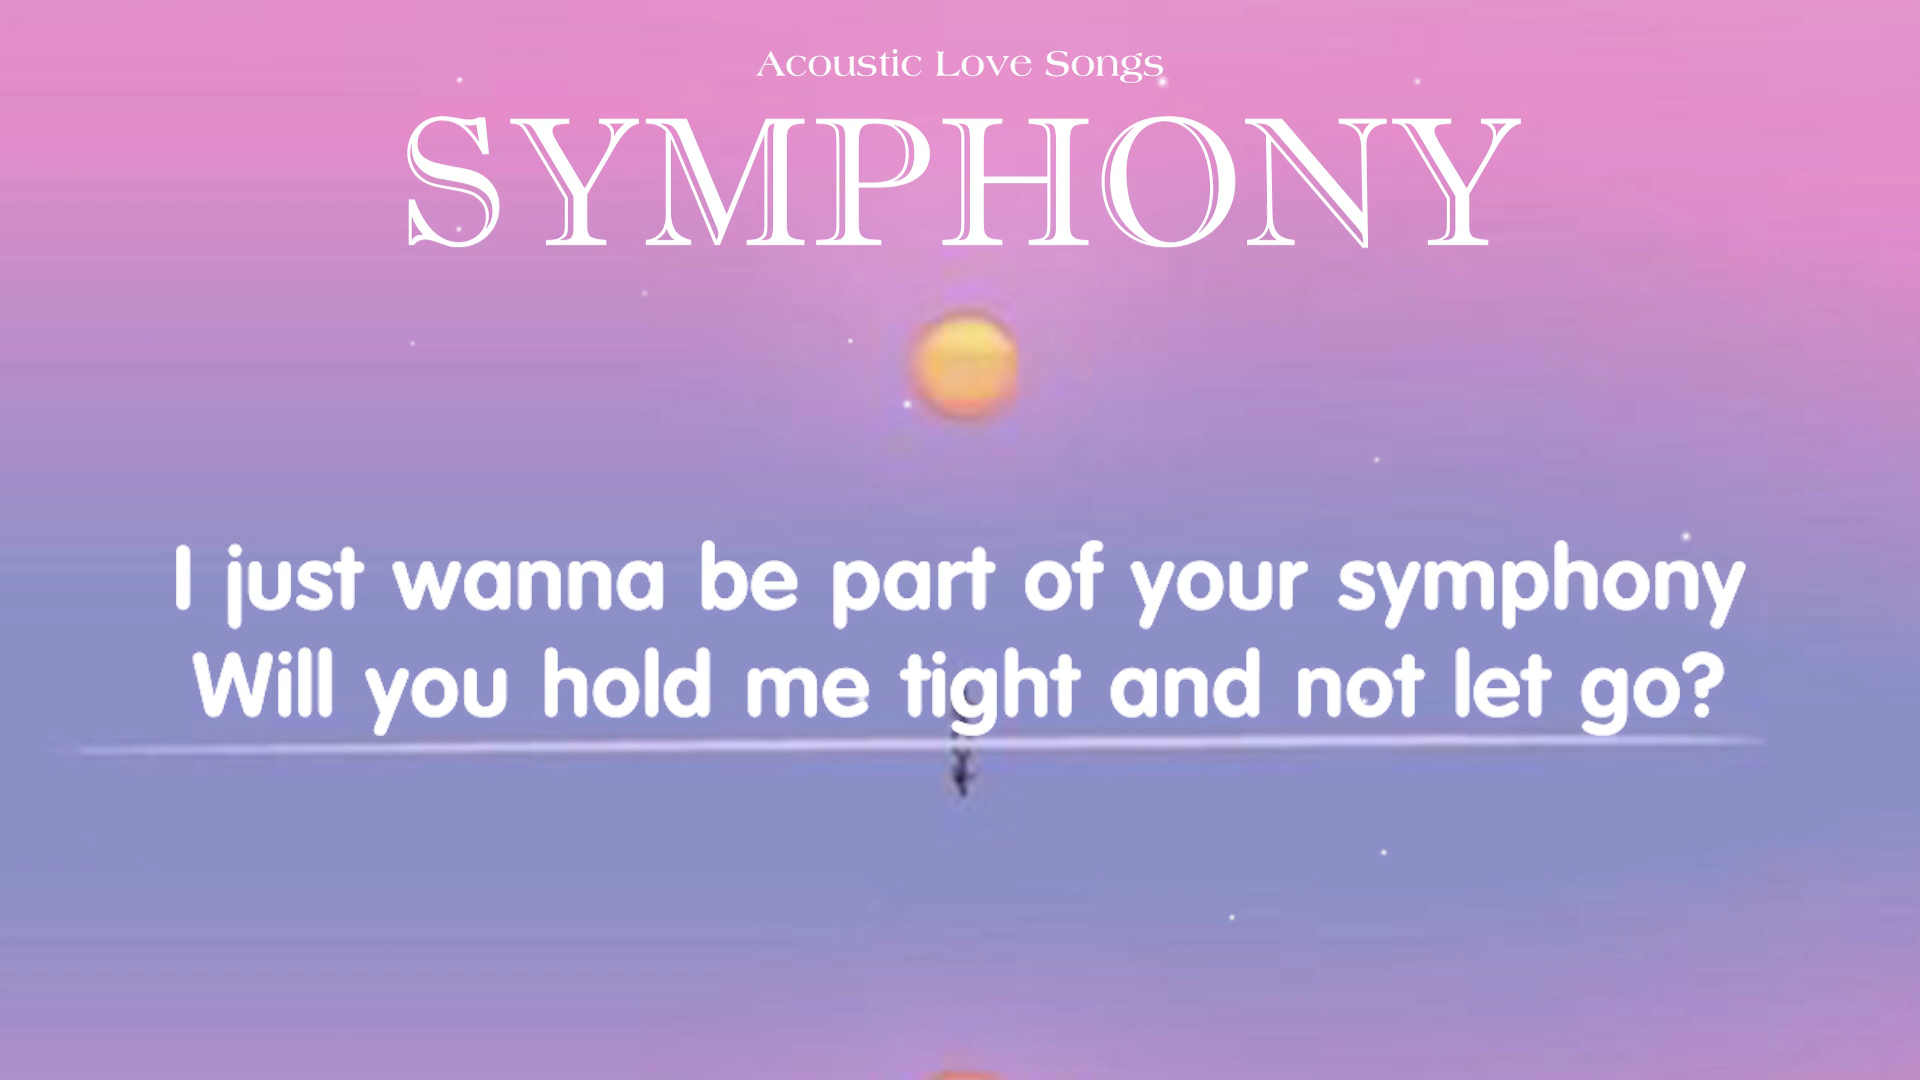 Acoustic Love Songs
SYMPHONY
I just wanna be part of your symphony
Will you hold me tight and not let go?